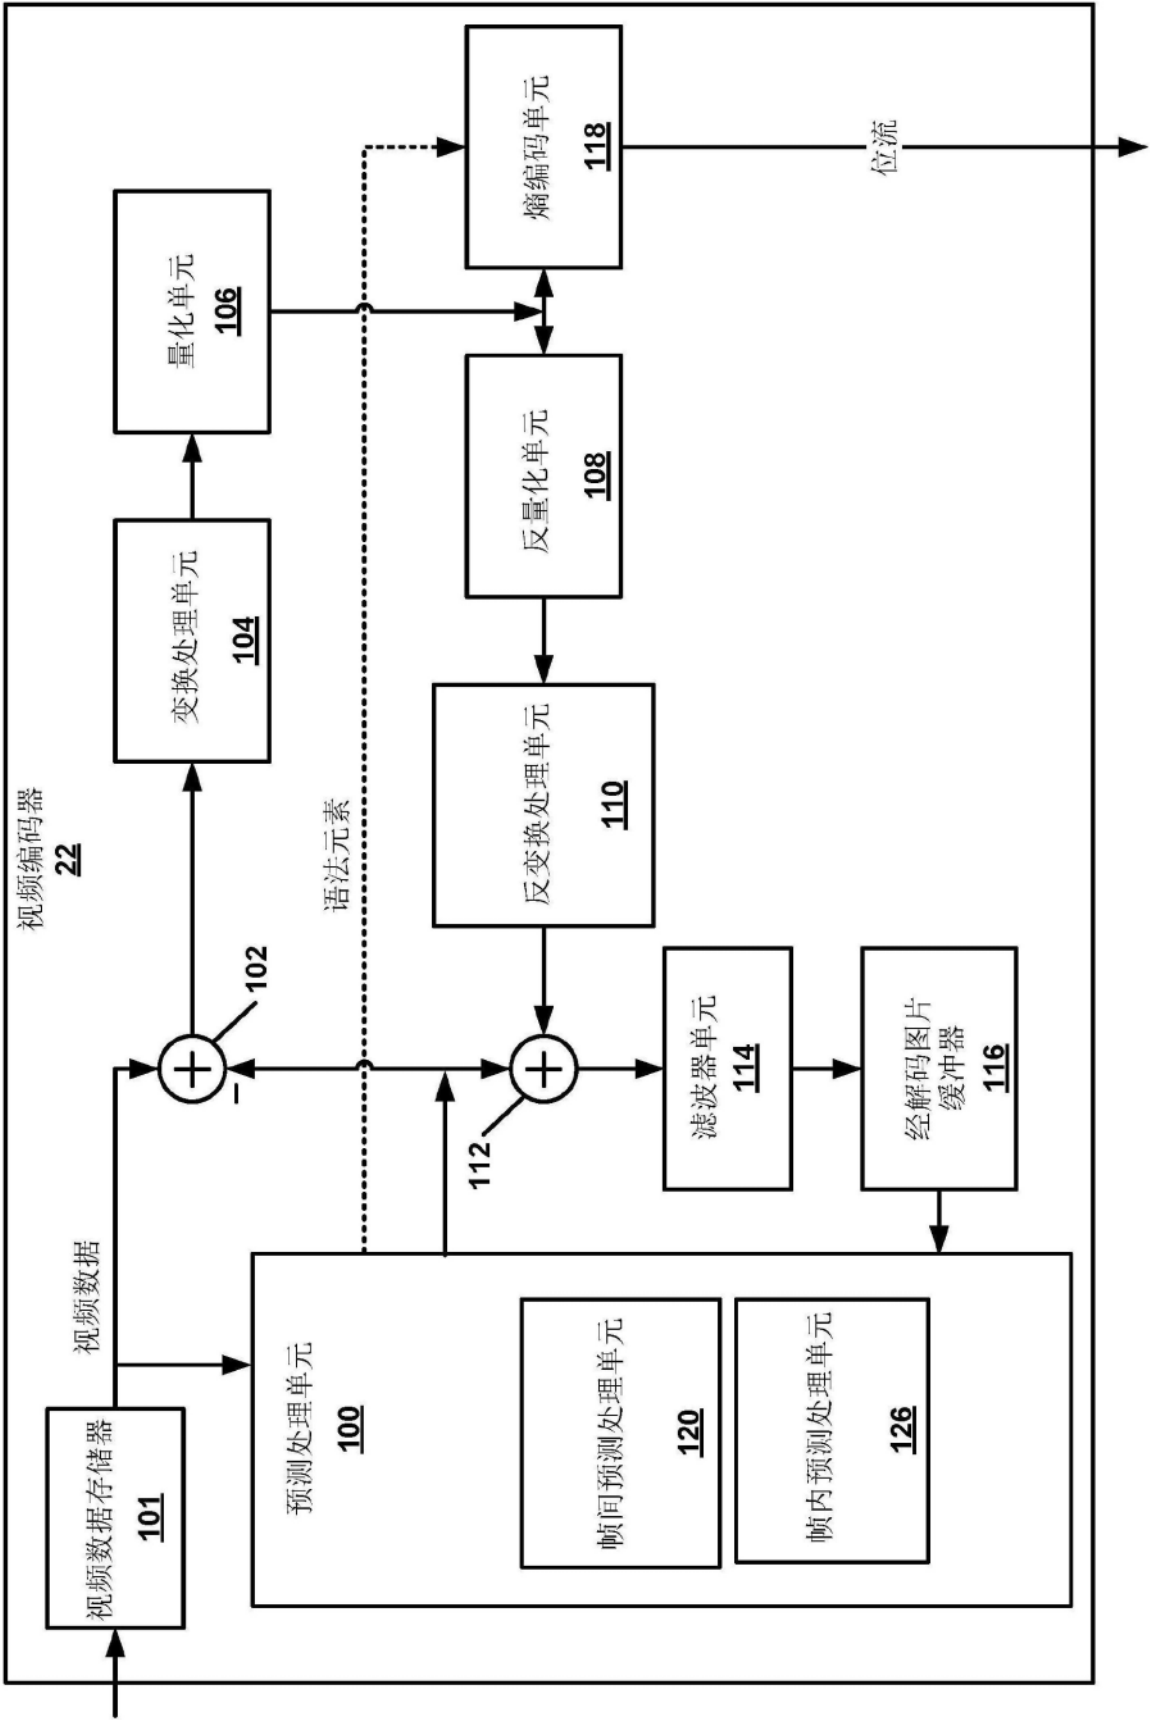 视频编码器
22
视频数据存储器
101
视频数据
102
–
变换处理单元
104
量化单元
106
语法元素
预测处理单元
100
帧间预测处理单元
120
帧内预测处理单元
126
112
反变换处理单元
110
反量化单元
108
熵编码单元
118
滤波器单元
114
经解码图片
缓冲器
116
位流